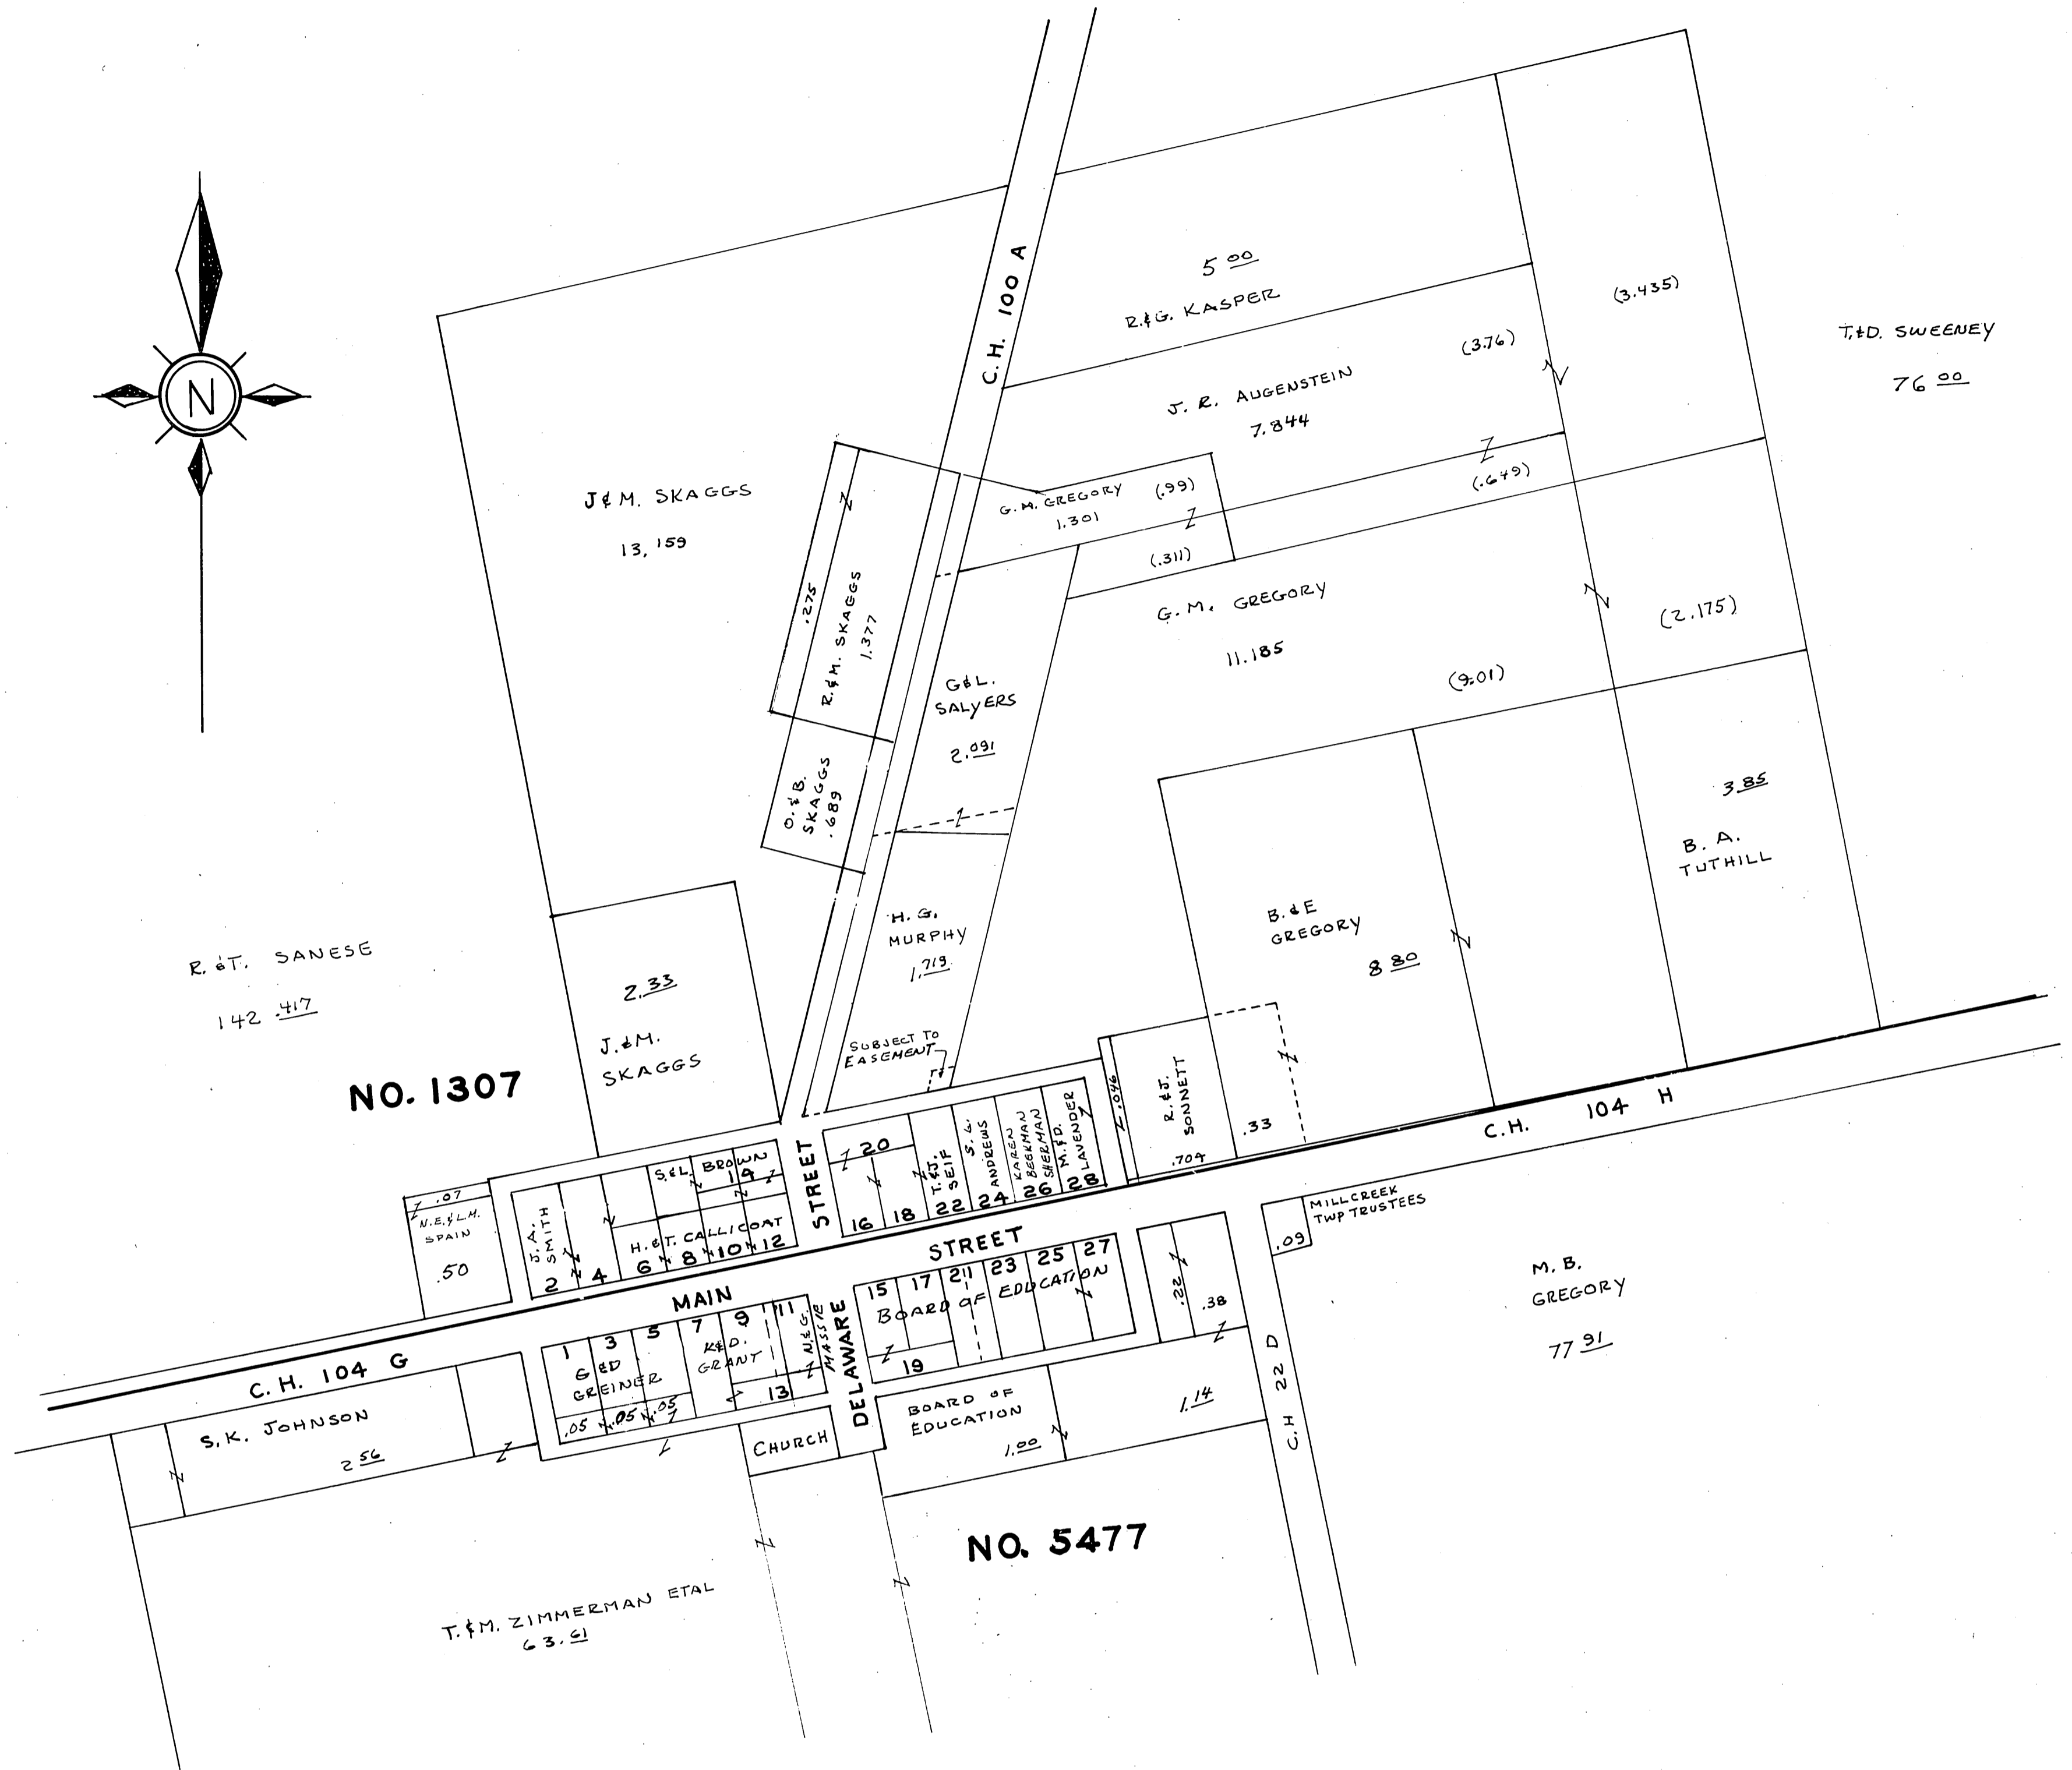 N
C.H. 100 A
5 00
R.&G. KASPER
(3.435)
T.&D. SWEENEY
76 00
(3.76)
J. R. AUGENSTEIN
7.844
J & M. SKAGGS
13,159
G.M. GREGORY
1.301
(.99)
(.649)
(.311)
.275
R.&M. SKAGGS
1.377
G.M. GREGORY
11.185
(9.01)
(2.175)
G&L.
SALYERS
2.091
O.&B.
SKAGGS
.689
3 85
B. A.
TUTHILL
R. &T. SANESE
142 .417
H. G.
MURPHY
1.719
B.&E
GREGORY
8 80
2.33
J.&M.
SKAGGS
SUBJECT TO
EASEMENT
NO. 1307
.046
R.&J.
SONNETT
.704
.33
C.H. 104 H
.07
N.E.& L.M.
SPAIN
.50
J.A.
SMITH
2
4
S.&L. BROWN
14
H.&T. CALLICOAT
6
8
10
12
STREET
20
16
18
T.&J.
SEIF
22
S. G.
ANDREWS
24
KAREN
BEEKMAN
SHERMAN
26
M.&D.
LAVENDER
28
MAIN
STREET
MILLCREEK
TWP TRUSTEES
.09
M. B.
GREGORY
77 91
1
3
5
G&D
GREINER
.05
.05
.05
7
9
K&D.
GRANT
11
13
N.&G.
MASSIE
DELAWARE
15
17
21
23
25
27
BOARD OF EDUCATION
19
.22
.38
C.H. 104 G
S.K. JOHNSON
2 56
CHURCH
BOARD OF
EDUCATION
1.00
1.14
C.H 22 D
NO. 5477
T.&M. ZIMMERMAN ETAL
63.61